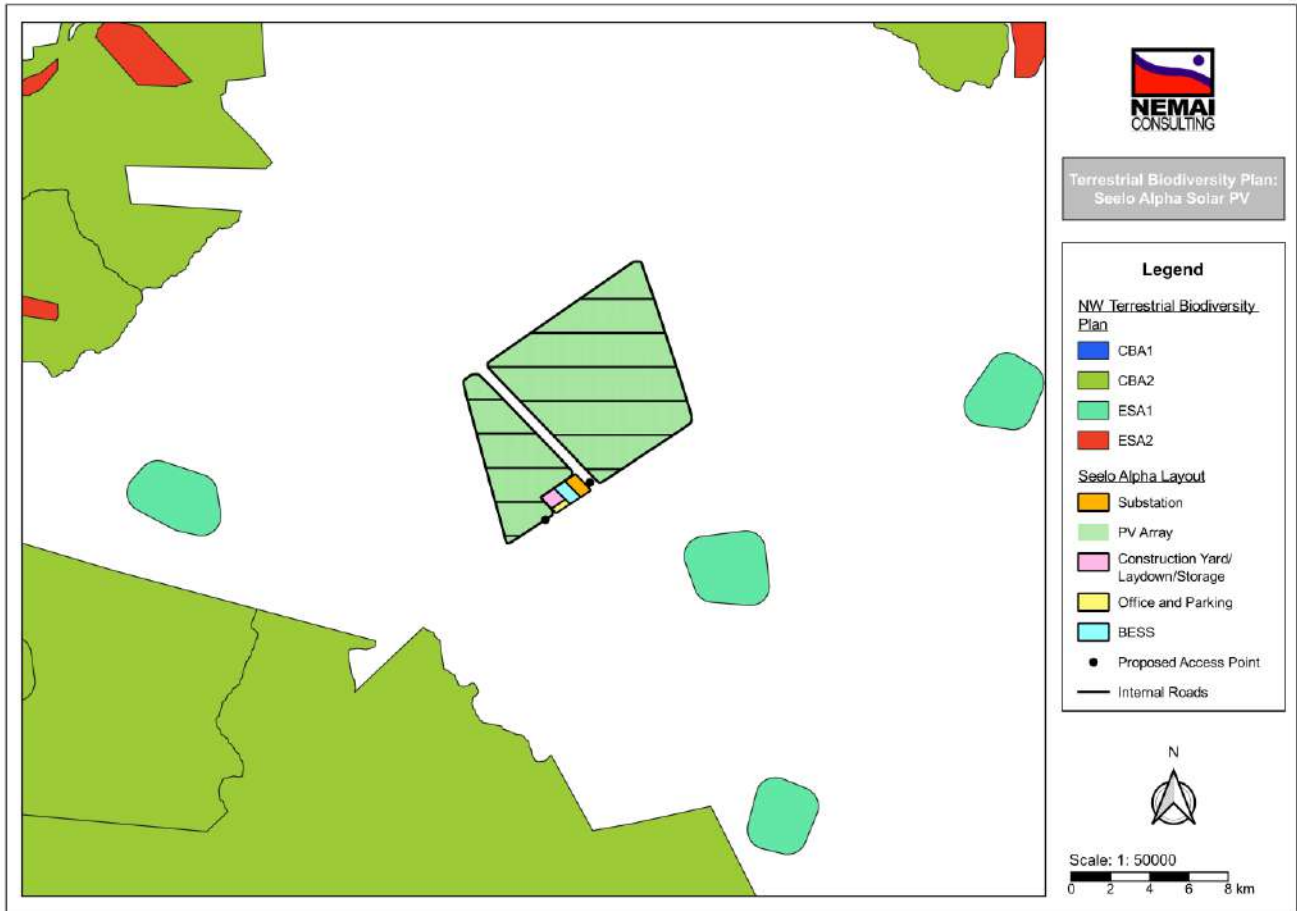 NEMAI
CONSULTING
Terrestrial Biodiversity Plan:
Seelo Alpha Solar PV
Legend
NW Terrestrial Biodiversity
Plan
CBA1
CBA2
ESA1
ESA2
Seelo Alpha Layout
Substation
PV Array
Construction Yard/
Laydown/Storage
Office and Parking
BESS
Proposed Access Point
Internal Roads
N
Scale: 1: 50000
0 2 4 6 8 km